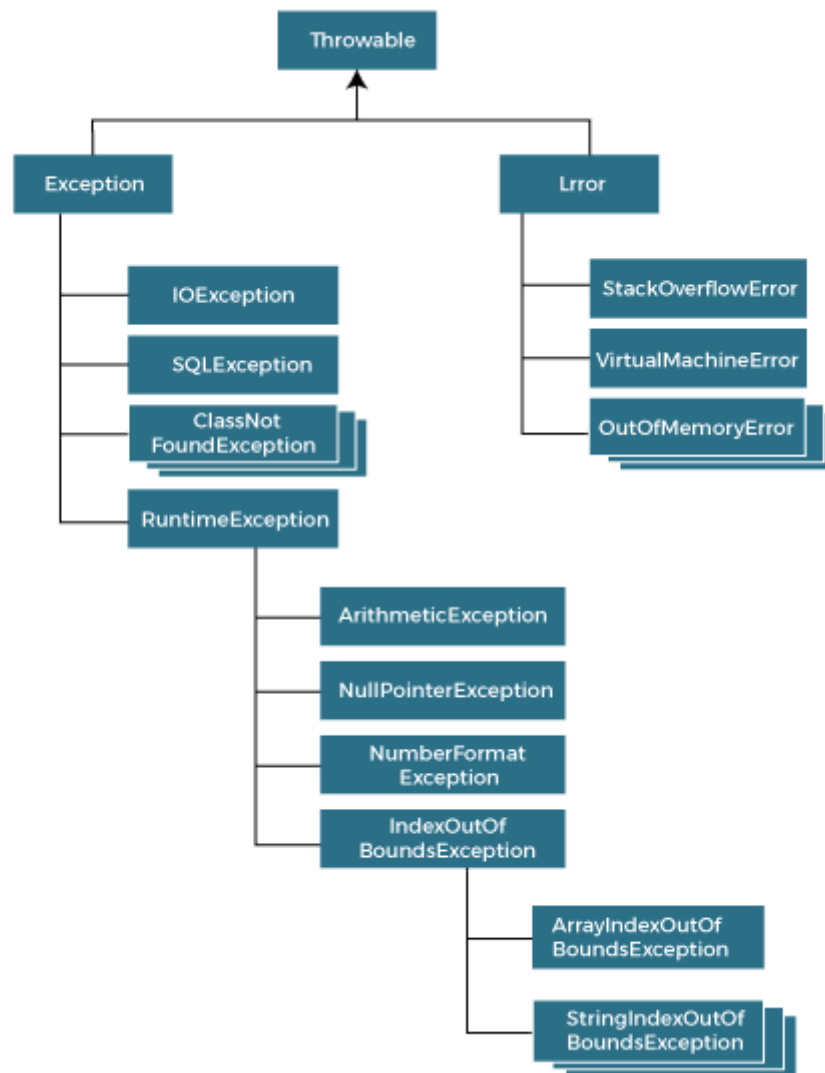 Throwable
Exception
Lrror
IOException
StackOverflowError
SQLException
VirtualMachineError
ClassNot
FoundException
OutOfMemoryError
RuntimeException
ArithmeticException
NullPointerException
NumberFormat
Exception
IndexOutOf
BoundsException
ArrayIndexOutOf
BoundsException
StringIndexOutOf
BoundsException